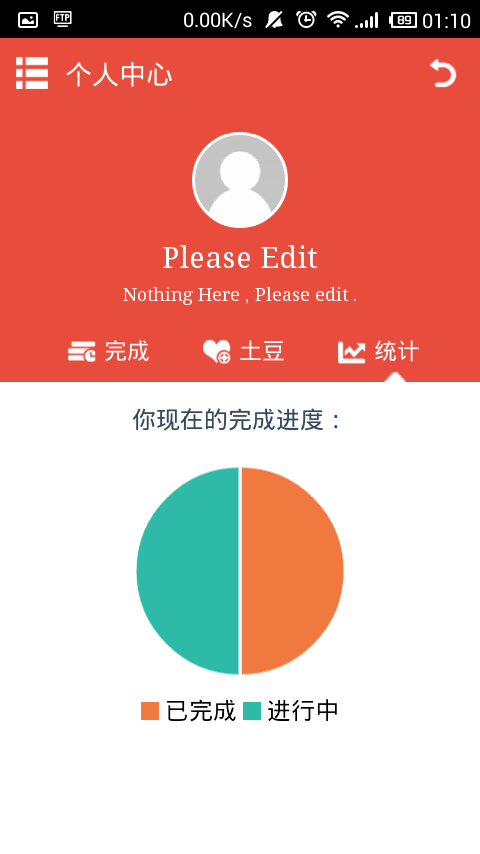 FTP 0.00K/s 89 01:10
个人中心
Please Edit
Nothing Here , Please edit .
完成 土豆 统计
你现在的完成进度：
已完成 进行中